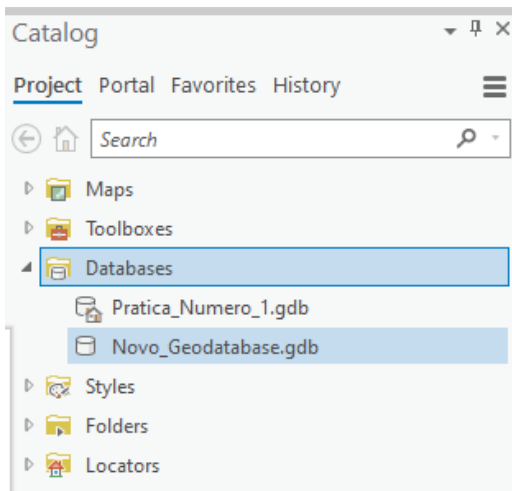 Catalog
Project Portal Favorites History
Search
Maps
Toolboxes
Databases
Pratica_Numero_1.gdb
Novo_Geodatabase.gdb
Styles
Folders
Locators